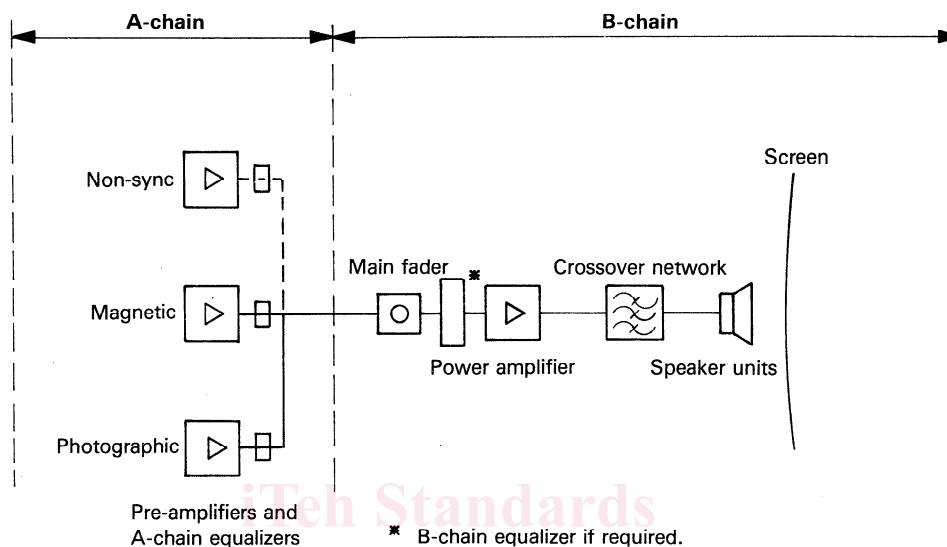 A-chain
B-chain
Screen
Non-sync
Main fader
*
Crossover network
Magnetic
Power amplifier
Speaker units
Photographic
iTeh Standards
Pre-amplifiers and
A-chain equalizers
* B-chain equalizer if required.